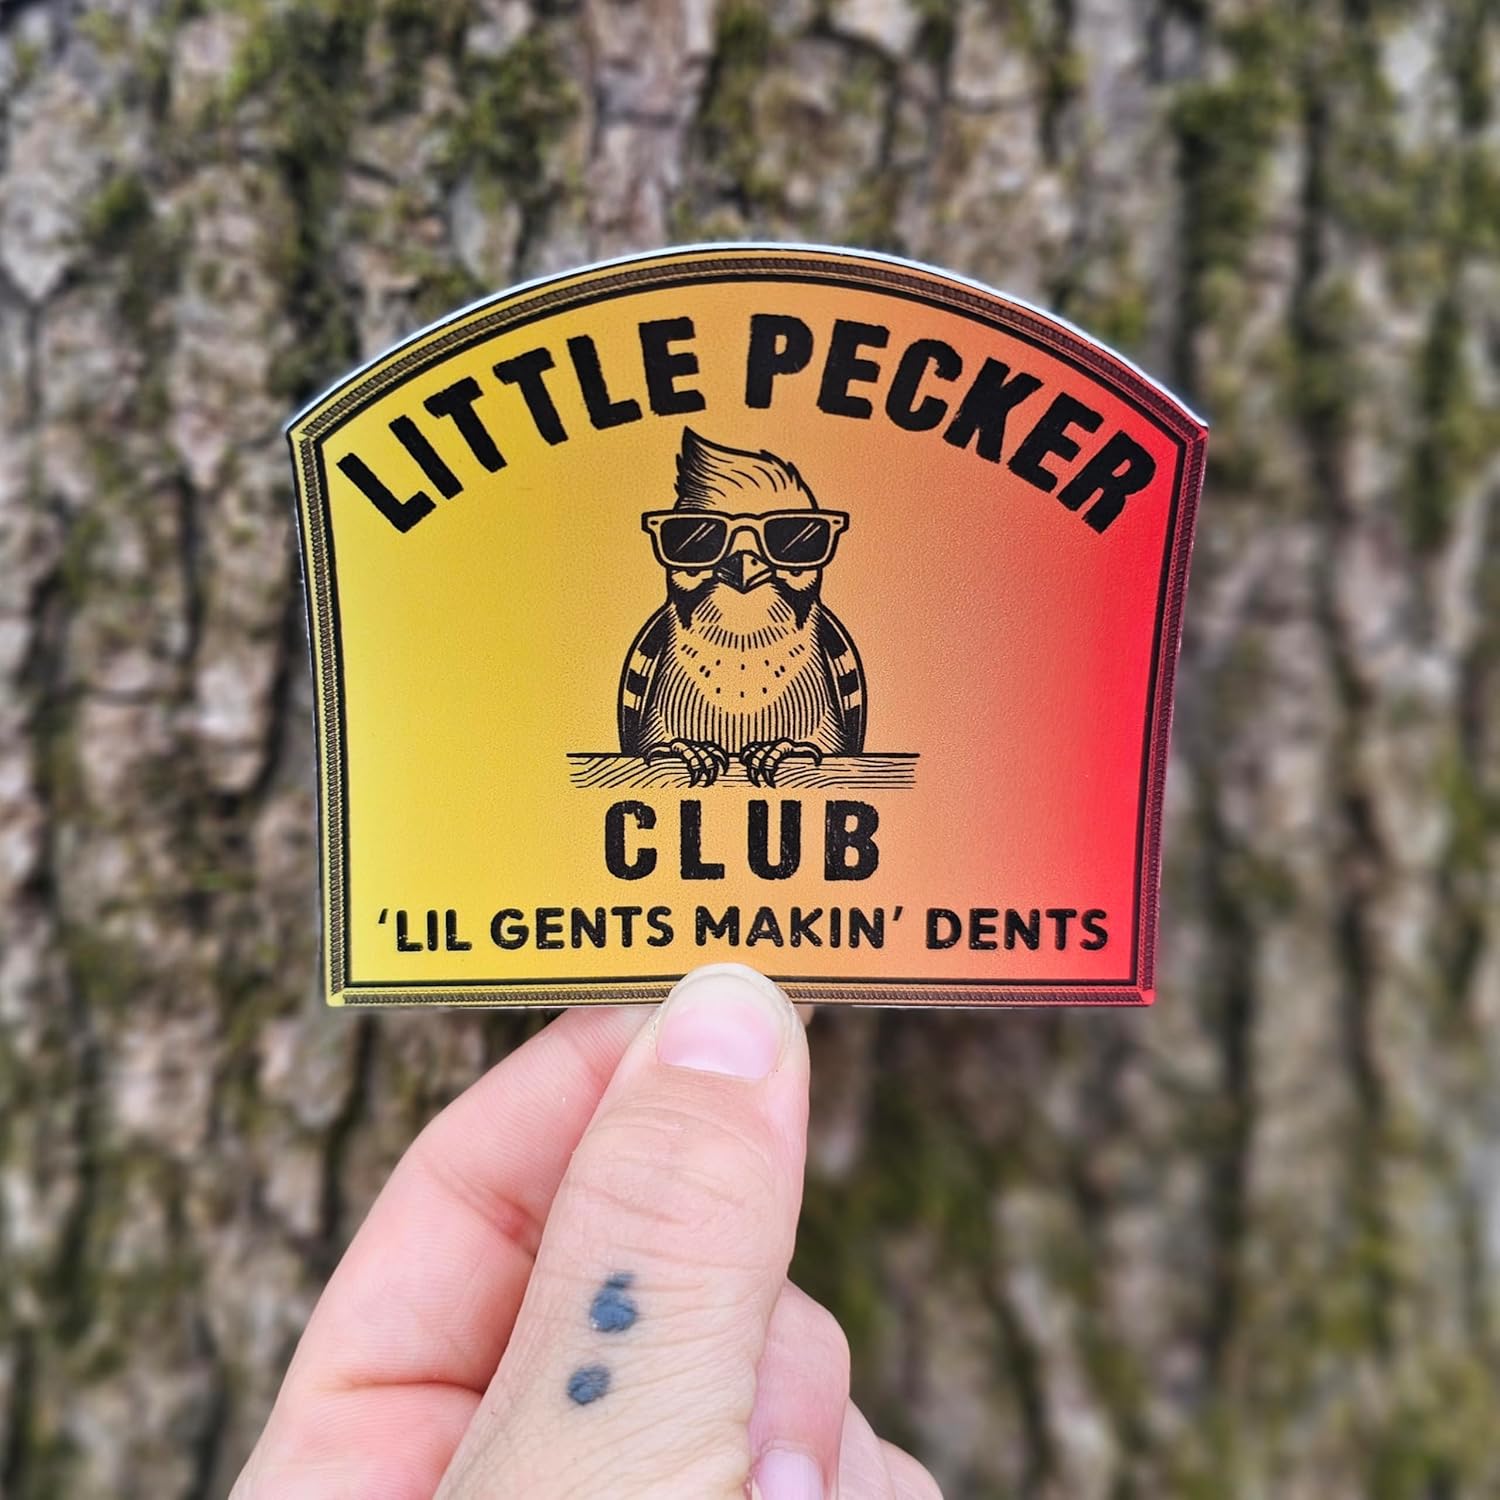 LITTLE PECKER
CLUB
‘LIL GENTS MAKIN’ DENTS